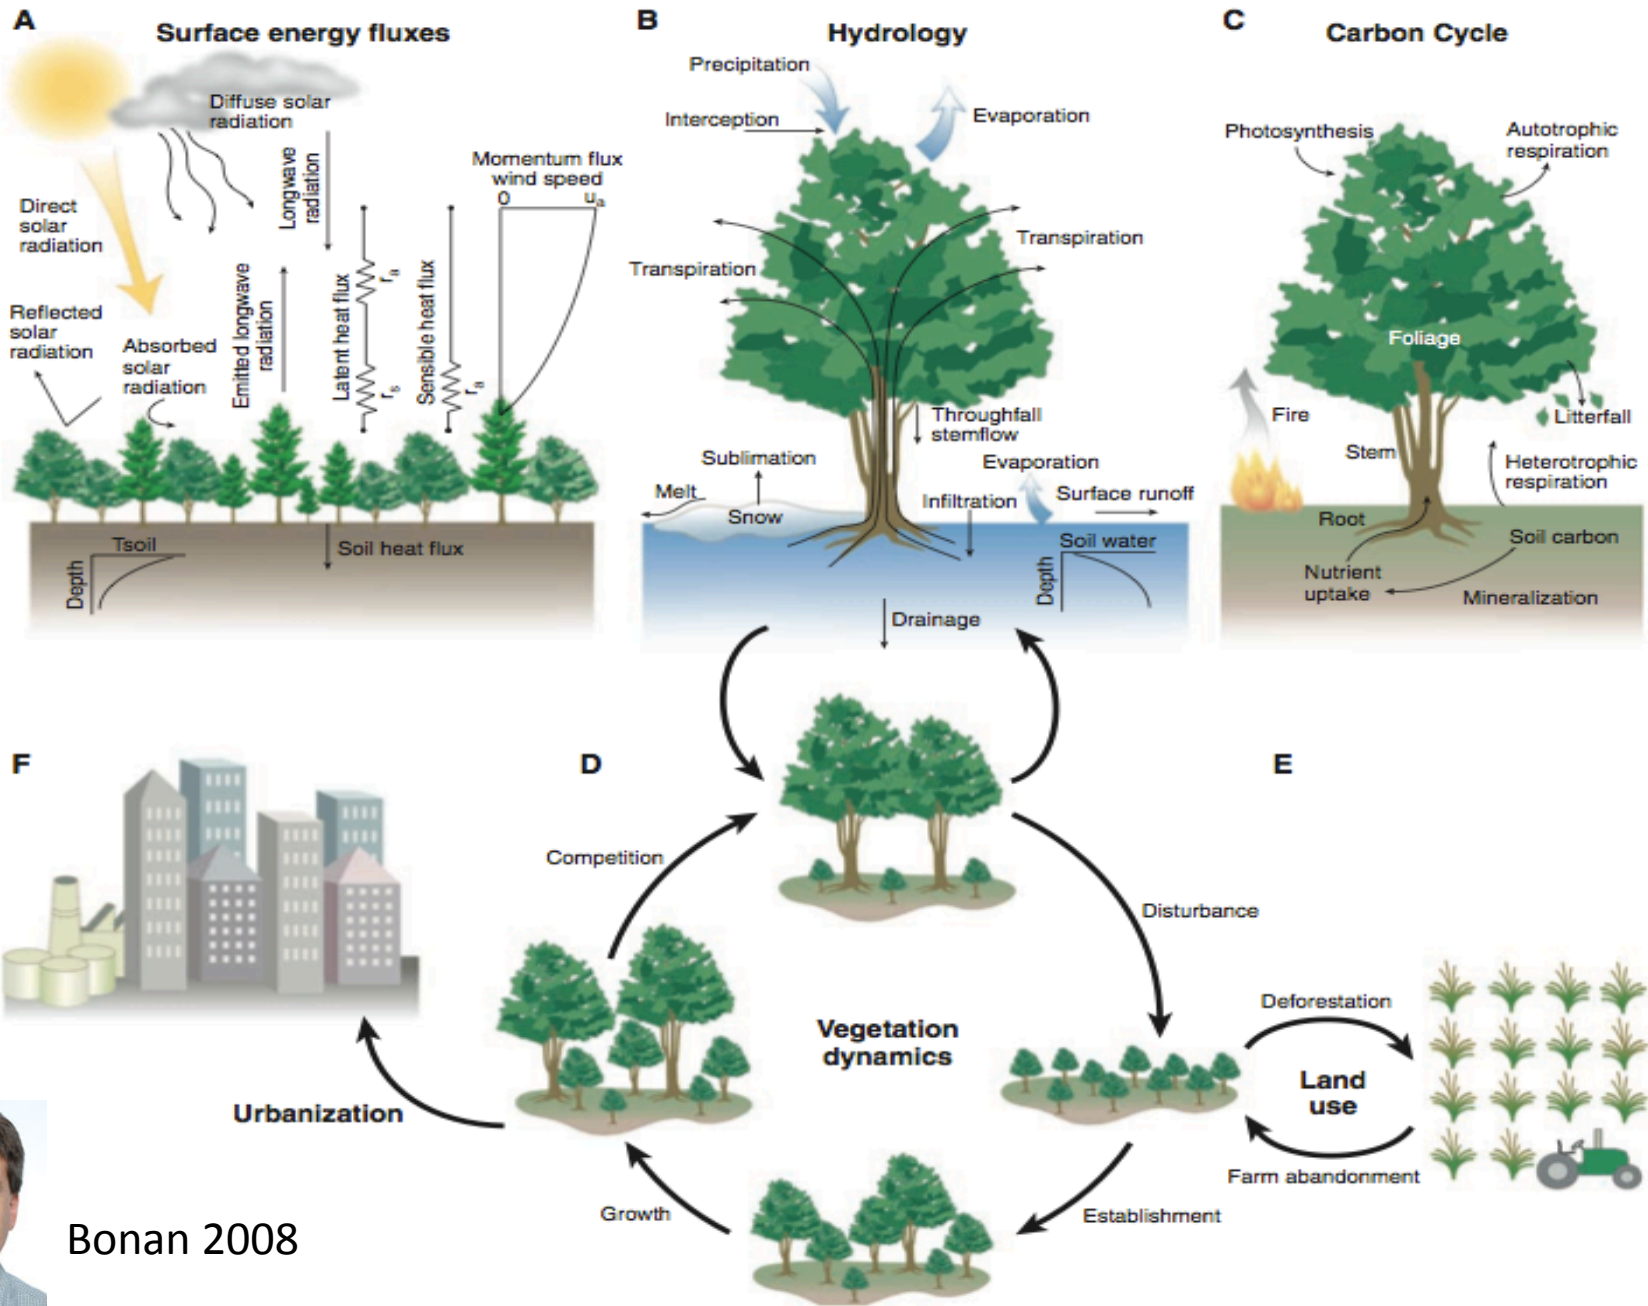 A
Surface energy fluxes
Diffuse solar
radiation
Direct
solar
radiation
Reflected
solar
radiation
Absorbed
solar
radiation
Longwave
radiation
Emitted longwave
radiation
Latent heat flux
r_a
r_s
Sensible heat flux
r_a
Momentum flux
wind speed
0
u_a
Tsoil
Depth
Soil heat flux
B
Hydrology
Precipitation
Interception
Evaporation
Transpiration
Transpiration
Throughfall
stemflow
Sublimation
Evaporation
Melt
Snow
Infiltration
Surface runoff
Soil water
Depth
Drainage
C
Carbon Cycle
Photosynthesis
Autotrophic
respiration
Foliage
Fire
Litterfall
Stem
Heterotrophic
respiration
Root
Soil carbon
Nutrient
uptake
Mineralization
F
D
E
Competition
Disturbance
Vegetation
dynamics
Deforestation
Land
use
Farm abandonment
Urbanization
Growth
Establishment
Bonan 2008